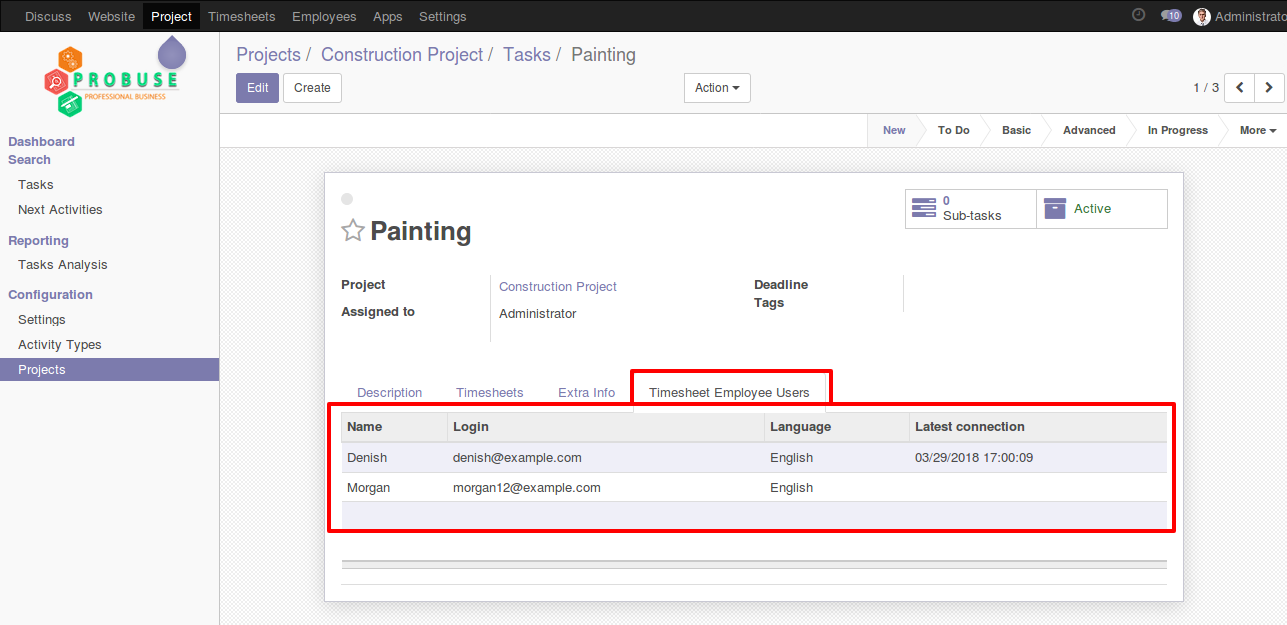 Discuss Website Project Timesheets Employees Apps Settings 10 Administrato
PROBUSE
PROFESSIONAL BUSINESS
Dashboard
Search
Tasks
Next Activities
Reporting
Tasks Analysis
Configuration
Settings
Activity Types
Projects
Projects / Construction Project / Tasks / Painting
Edit Create Action 1 / 3
New To Do Basic Advanced In Progress More
0
Sub-tasks
Active
Painting
Project Construction Project
Assigned to Administrator
Deadline
Tags
Description Timesheets Extra Info Timesheet Employee Users
Name Login Language Latest connection
Denish denish@example.com English 03/29/2018 17:00:09
Morgan morgan12@example.com English